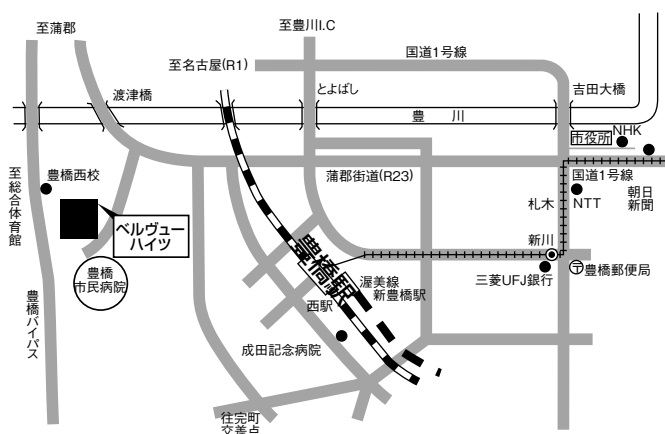 至蒲郡
至豊川I.C
国道1号線
至名古屋(R1)
渡津橋
とよばし
吉田大橋
豊川
市役所
NHK
至総合体育館
豊橋西校
蒲郡街道(R23)
国道1号線
札木
NTT
朝日
新聞
ベルヴュー
ハイツ
新川
豊橋
市民病院
豊橋駅
渥美線
新豊橋駅
三菱UFJ銀行
〒豊橋郵便局
豊橋バイパス
西駅
成田記念病院
往完町
交差点